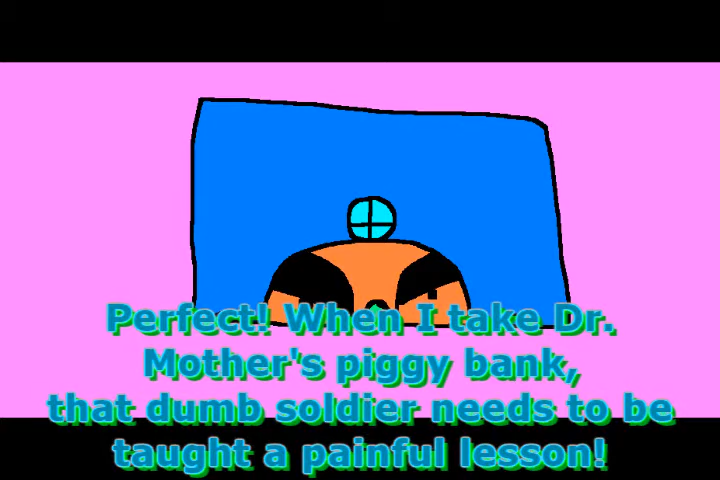 Perfect! When I take Dr.
Mother's piggy bank,
that dumb soldier needs to be
taught a painful lesson!